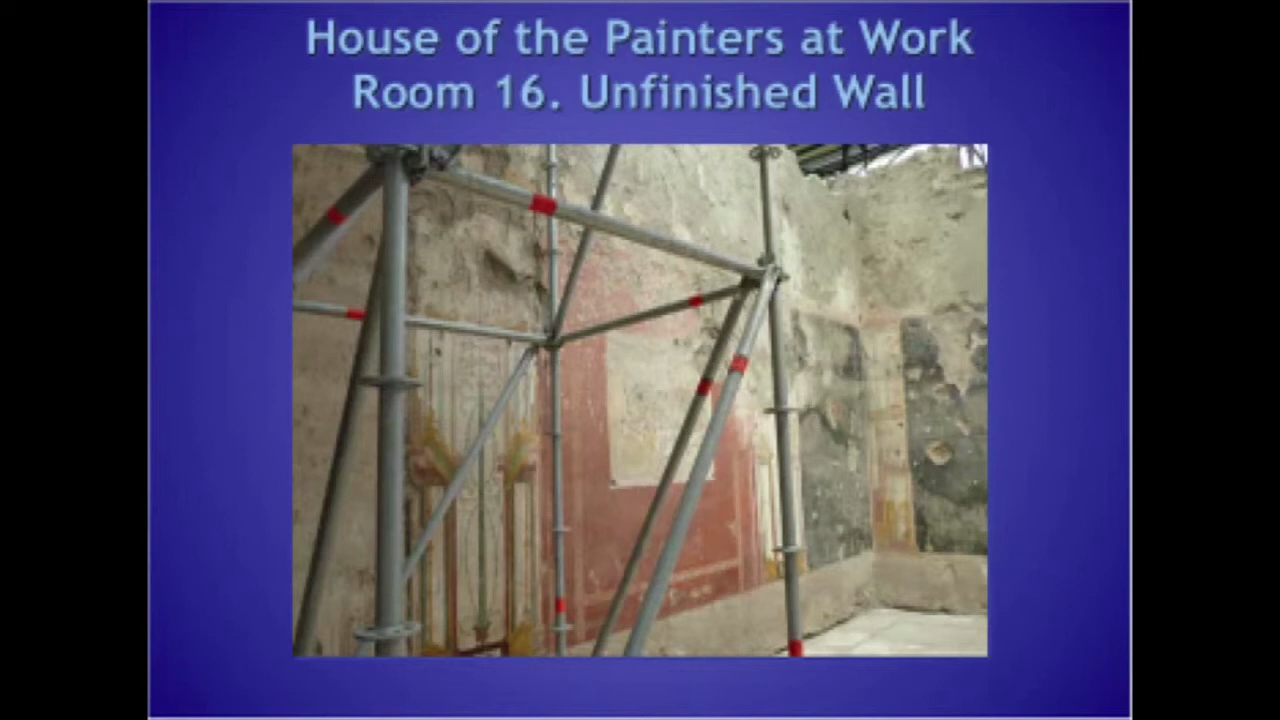 House of the Painters at Work
Room 16. Unfinished Wall